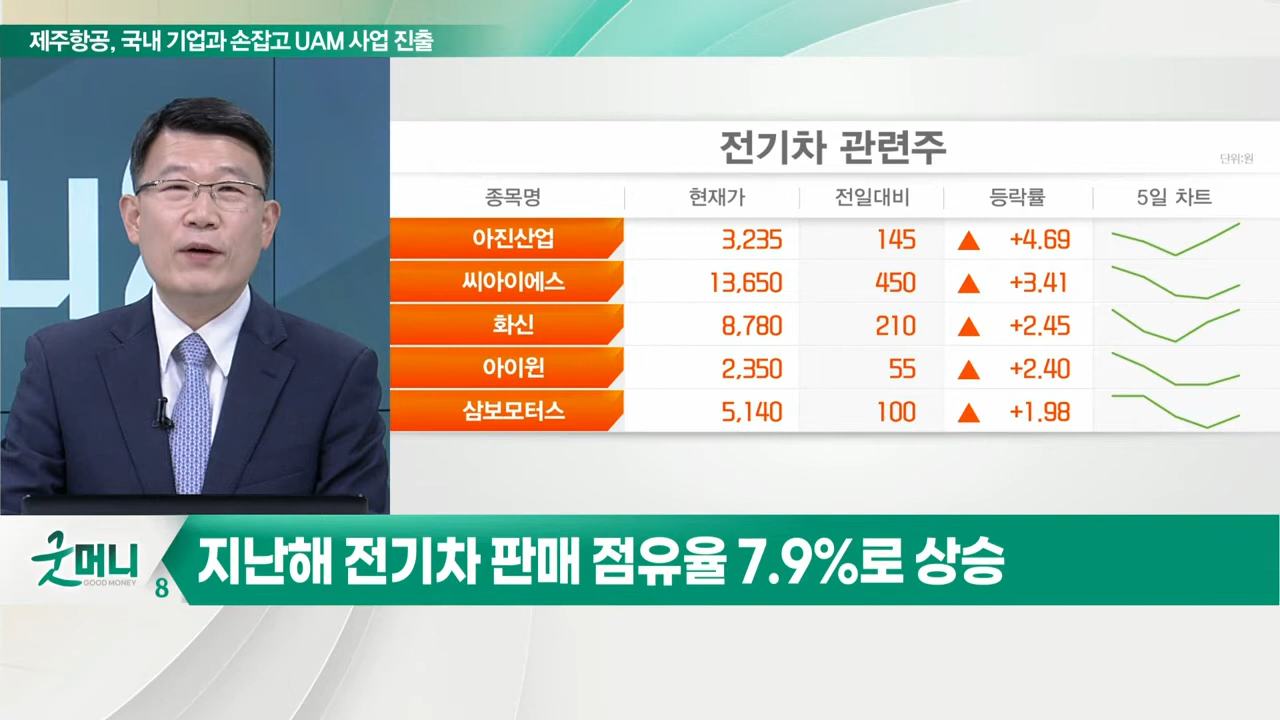 제주항공, 국내 기업과 손잡고 UAM 사업 진출
전기차 관련주
단위:원
종목명 현재가 전일대비 등락률 5일 차트
아진산업 3,235 145 ▲ +4.69
씨아이에스 13,650 450 ▲ +3.41
화신 8,780 210 ▲ +2.45
아이윈 2,350 55 ▲ +2.40
삼보모터스 5,140 100 ▲ +1.98
굿머니
GOOD MONEY
8
지난해 전기차 판매 점유율 7.9%로 상승